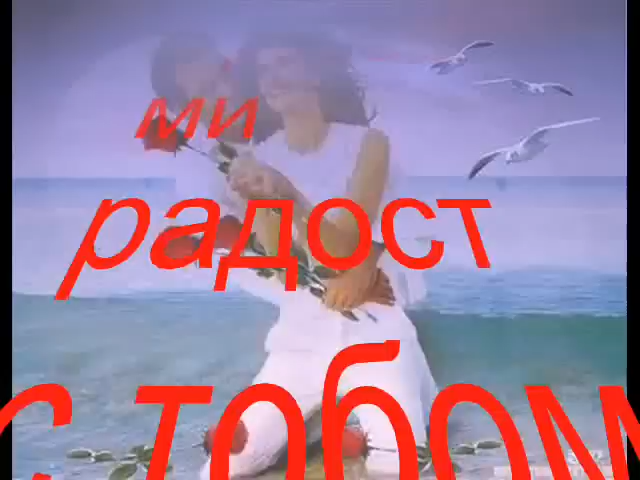 ми
радост
с тобом